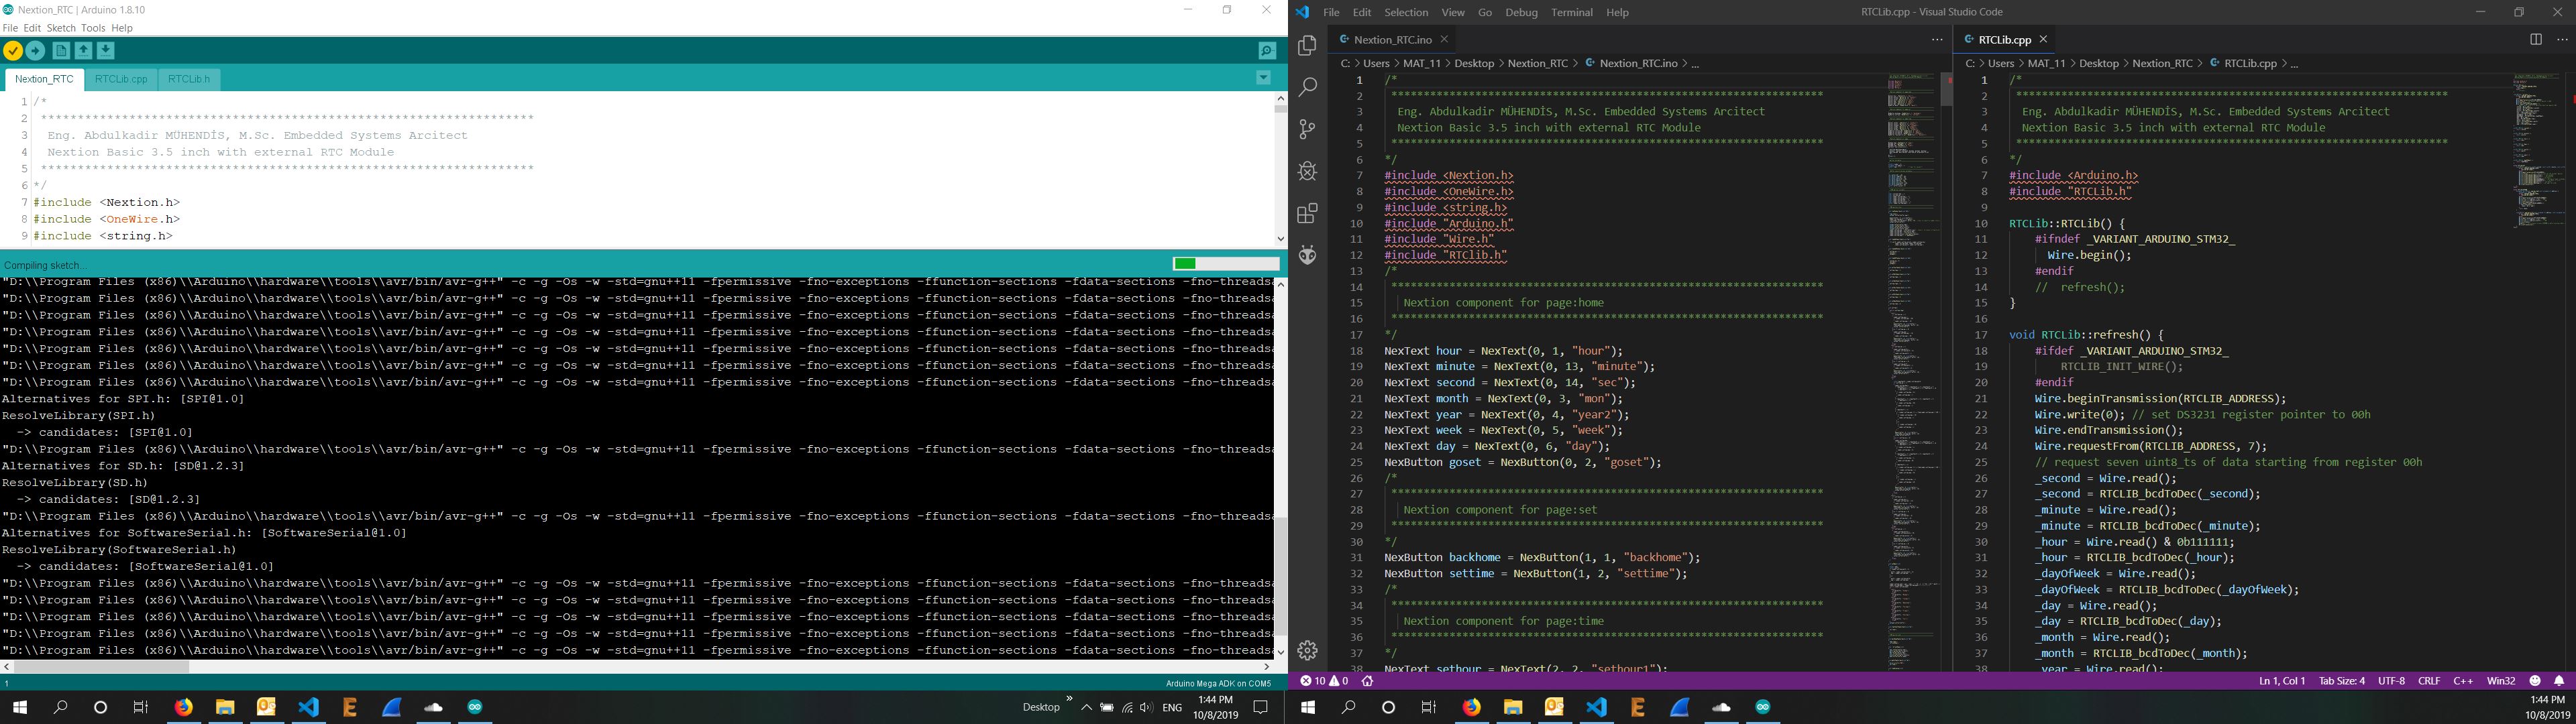 Nextion_RTC | Arduino 1.8.10
File Edit Sketch Tools Help
Nextion_RTC RTCLib.cpp RTCLib.h
1 /*
2 *******************************************************************
3 Eng. Abdulkadir MÜHENDİS, M.Sc. Embedded Systems Arcitect
4 Nextion Basic 3.5 inch with external RTC Module
5 *******************************************************************
6 */
7 #include <Nextion.h>
8 #include <OneWire.h>
9 #include <string.h>
Compiling sketch...
"D:\\Program Files (x86)\\Arduino\\hardware\\tools\\avr/bin/avr-g++" -c -g -Os -w -std=gnu++11 -fpermissive -fno-exceptions -ffunction-sections -fdata-sections -fno-threadsa
"D:\\Program Files (x86)\\Arduino\\hardware\\tools\\avr/bin/avr-g++" -c -g -Os -w -std=gnu++11 -fpermissive -fno-exceptions -ffunction-sections -fdata-sections -fno-threadsa
"D:\\Program Files (x86)\\Arduino\\hardware\\tools\\avr/bin/avr-g++" -c -g -Os -w -std=gnu++11 -fpermissive -fno-exceptions -ffunction-sections -fdata-sections -fno-threadsa
"D:\\Program Files (x86)\\Arduino\\hardware\\tools\\avr/bin/avr-g++" -c -g -Os -w -std=gnu++11 -fpermissive -fno-exceptions -ffunction-sections -fdata-sections -fno-threadsa
"D:\\Program Files (x86)\\Arduino\\hardware\\tools\\avr/bin/avr-g++" -c -g -Os -w -std=gnu++11 -fpermissive -fno-exceptions -ffunction-sections -fdata-sections -fno-threadsa
"D:\\Program Files (x86)\\Arduino\\hardware\\tools\\avr/bin/avr-g++" -c -g -Os -w -std=gnu++11 -fpermissive -fno-exceptions -ffunction-sections -fdata-sections -fno-threadsa
"D:\\Program Files (x86)\\Arduino\\hardware\\tools\\avr/bin/avr-g++" -c -g -Os -w -std=gnu++11 -fpermissive -fno-exceptions -ffunction-sections -fdata-sections -fno-threadsa
Alternatives for SPI.h: [SPI@1.0]
ResolveLibrary(SPI.h)
-> candidates: [SPI@1.0]
"D:\\Program Files (x86)\\Arduino\\hardware\\tools\\avr/bin/avr-g++" -c -g -Os -w -std=gnu++11 -fpermissive -fno-exceptions -ffunction-sections -fdata-sections -fno-threadsa
Alternatives for SD.h: [SD@1.2.3]
ResolveLibrary(SD.h)
-> candidates: [SD@1.2.3]
"D:\\Program Files (x86)\\Arduino\\hardware\\tools\\avr/bin/avr-g++" -c -g -Os -w -std=gnu++11 -fpermissive -fno-exceptions -ffunction-sections -fdata-sections -fno-threadsa
Alternatives for SoftwareSerial.h: [SoftwareSerial@1.0]
ResolveLibrary(SoftwareSerial.h)
-> candidates: [SoftwareSerial@1.0]
"D:\\Program Files (x86)\\Arduino\\hardware\\tools\\avr/bin/avr-g++" -c -g -Os -w -std=gnu++11 -fpermissive -fno-exceptions -ffunction-sections -fdata-sections -fno-threadsa
"D:\\Program Files (x86)\\Arduino\\hardware\\tools\\avr/bin/avr-g++" -c -g -Os -w -std=gnu++11 -fpermissive -fno-exceptions -ffunction-sections -fdata-sections -fno-threadsa
"D:\\Program Files (x86)\\Arduino\\hardware\\tools\\avr/bin/avr-g++" -c -g -Os -w -std=gnu++11 -fpermissive -fno-exceptions -ffunction-sections -fdata-sections -fno-threadsa
"D:\\Program Files (x86)\\Arduino\\hardware\\tools\\avr/bin/avr-g++" -c -g -Os -w -std=gnu++11 -fpermissive -fno-exceptions -ffunction-sections -fdata-sections -fno-threadsa
"D:\\Program Files (x86)\\Arduino\\hardware\\tools\\avr/bin/avr-g++" -c -g -Os -w -std=gnu++11 -fpermissive -fno-exceptions -ffunction-sections -fdata-sections -fno-threadsa
1 Arduino Mega ADK on COM5
Desktop ENG 1:44 PM
10/8/2019
File Edit Selection View Go Debug Terminal Help RTCLib.cpp - Visual Studio Code
Nextion_RTC.ino
C: > Users > MAT_11 > Desktop > Nextion_RTC > Nextion_RTC.ino > ...
1 /*
2 *******************************************************************
3 Eng. Abdulkadir MÜHENDİS, M.Sc. Embedded Systems Arcitect
4 Nextion Basic 3.5 inch with external RTC Module
5 *******************************************************************
6 */
7 #include <Nextion.h>
8 #include <OneWire.h>
9 #include <string.h>
10 #include "Arduino.h"
11 #include "Wire.h"
12 #include "RTClib.h"
13 /*
14 *******************************************************************
15 Nextion component for page:home
16 *******************************************************************
17 */
18 NexText hour = NexText(0, 1, "hour");
19 NexText minute = NexText(0, 13, "minute");
20 NexText second = NexText(0, 14, "sec");
21 NexText month = NexText(0, 3, "mon");
22 NexText year = NexText(0, 4, "year2");
23 NexText week = NexText(0, 5, "week");
24 NexText day = NexText(0, 6, "day");
25 NexButton goset = NexButton(0, 2, "goset");
26 /*
27 *******************************************************************
28 Nextion component for page:set
29 *******************************************************************
30 */
31 NexButton backhome = NexButton(1, 1, "backhome");
32 NexButton settime = NexButton(1, 2, "settime");
33 /*
34 *******************************************************************
35 Nextion component for page:time
36 *******************************************************************
37 */
38 NexText sethour = NexText(2, 2, "sethour1");
RTCLib.cpp
C: > Users > MAT_11 > Desktop > Nextion_RTC > RTCLib.cpp > ...
1 /*
2 *******************************************************************
3 Eng. Abdulkadir MÜHENDİS, M.Sc. Embedded Systems Arcitect
4 Nextion Basic 3.5 inch with external RTC Module
5 *******************************************************************
6 */
7 #include <Arduino.h>
8 #include "RTCLib.h"
9
10 RTCLib::RTCLib() {
11 #ifndef _VARIANT_ARDUINO_STM32_
12 Wire.begin();
13 #endif
14 // refresh();
15 }
16
17 void RTCLib::refresh() {
18 #ifdef _VARIANT_ARDUINO_STM32_
19 RTCLIB_INIT_WIRE();
20 #endif
21 Wire.beginTransmission(RTCLIB_ADDRESS);
22 Wire.write(0); // set DS3231 register pointer to 00h
23 Wire.endTransmission();
24 Wire.requestFrom(RTCLIB_ADDRESS, 7);
25 // request seven uint8_ts of data starting from register 00h
26 _second = Wire.read();
27 _second = RTCLIB_bcdToDec(_second);
28 _minute = Wire.read();
29 _minute = RTCLIB_bcdToDec(_minute);
30 _hour = Wire.read() & 0b111111;
31 _hour = RTCLIB_bcdToDec(_hour);
32 _dayOfWeek = Wire.read();
33 _dayOfWeek = RTCLIB_bcdToDec(_dayOfWeek);
34 _day = Wire.read();
35 _day = RTCLIB_bcdToDec(_day);
36 _month = Wire.read();
37 _month = RTCLIB_bcdToDec(_month);
38 _year = Wire.read();
10 0 Ln 1, Col 1 Tab Size: 4 UTF-8 CRLF C++ Win32
1:44 PM
10/8/2019